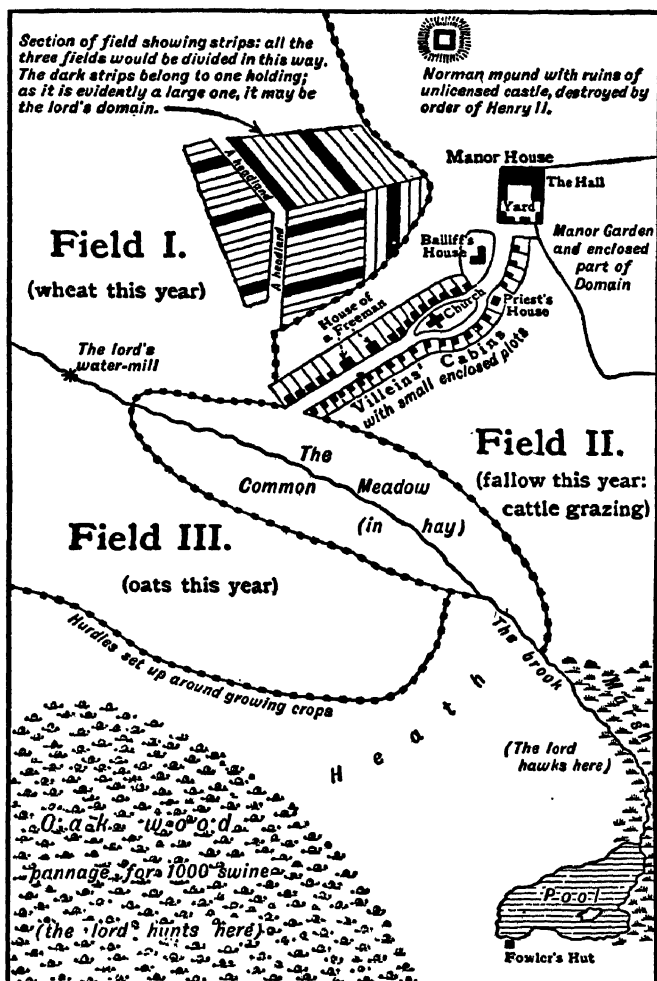 Section of field showing strips: all the
three fields would be divided in this way.
The dark strips belong to one holding;
as it is evidently a large one, it may be
the lord's domain.
Norman mound with ruins of
unlicensed castle, destroyed by
order of Henry II.
Manor House
The Hall
Yard
A headland
A headland
Bailiff's
House
Manor Garden
and enclosed
part of
Domain
Field I.
(wheat this year)
House of
a Freeman
Church
Priest's
House
Villeins' Cabins
with small enclosed plots
The lord's
water-mill
The
Common Meadow
(in hay)
Field II.
(fallow this year:
cattle grazing)
Field III.
(oats this year)
Hurdles set up around growing crops
The brook
Heath
Marsh
(The lord
hawks here)
Oak wood
pannage for 1000 swine
(the lord hunts here)
Pool
Fowler's Hut